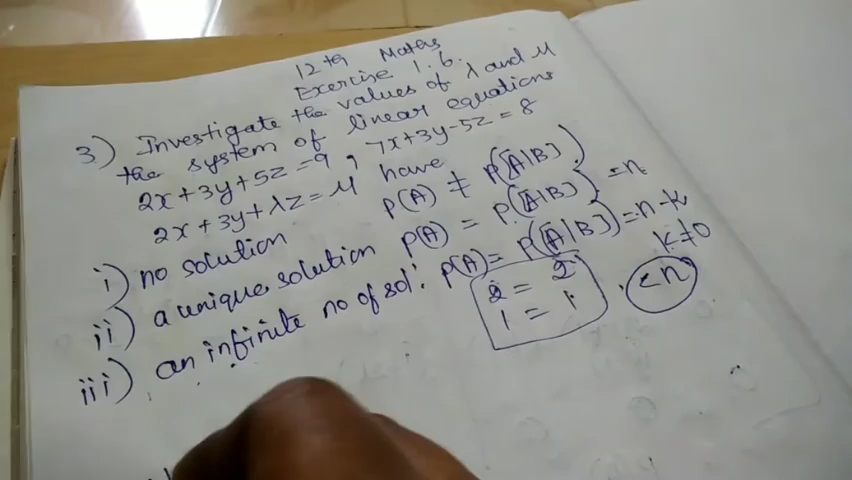 12th Maths
Exercise 1.6.
3) Investigate the values of λ and μ
the system of linear equations
2x+3y+5z=9, 7x+3y-5z=8
2x+3y+λz=μ have
i) no solution ρ(A) ≠ ρ([A|B])
ii) a unique solution ρ(A) = ρ([A|B]) = n
iii) an infinite no of sol: ρ(A) = ρ([A|B]) = n-k
k≠0
2 = 2
1 = 1 . <n